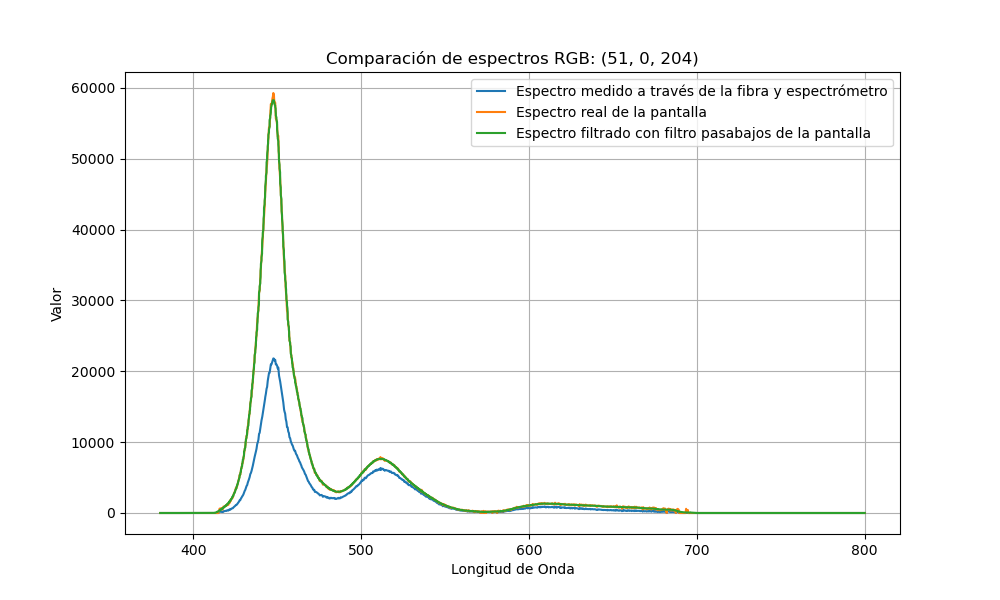 Comparación de espectros RGB: (51, 0, 204)
Espectro medido a través de la fibra y espectrómetro
Espectro real de la pantalla
Espectro filtrado con filtro pasabajos de la pantalla
Valor
60000
50000
40000
30000
20000
10000
0
400 500 600 700 800
Longitud de Onda